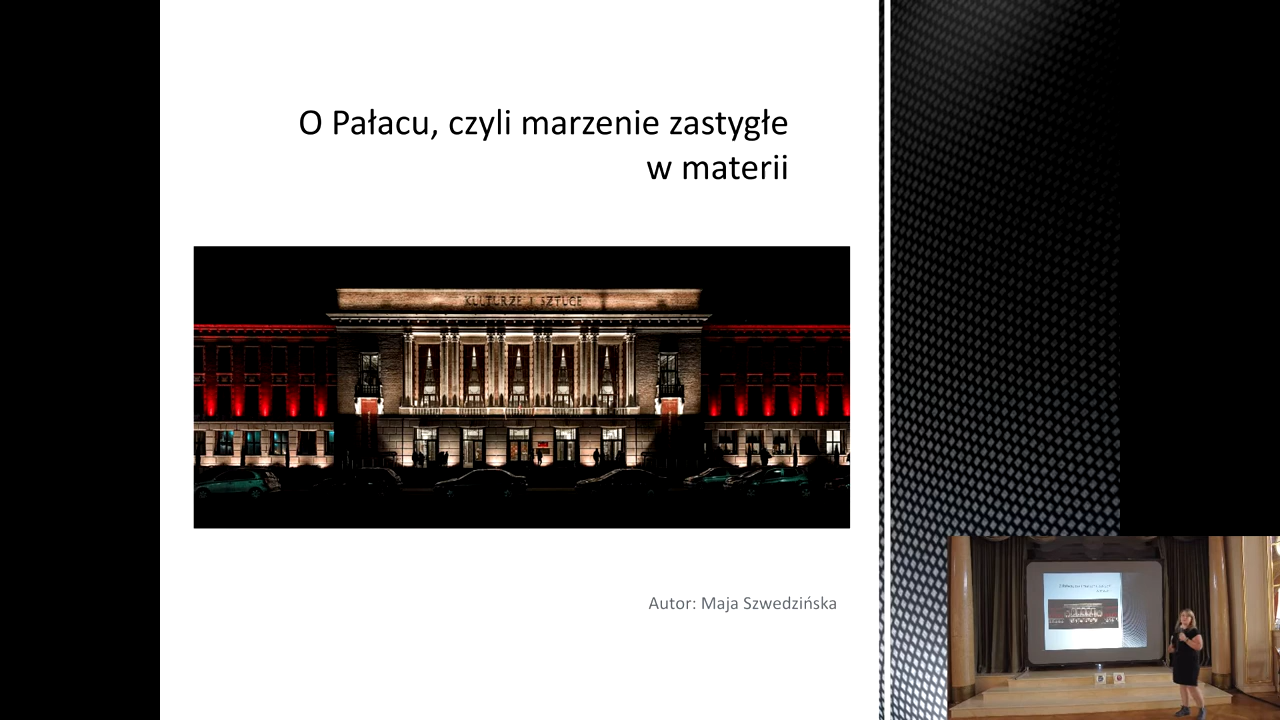 O Pałacu, czyli marzenie zastygłe
w materii
KULTURZE I SZTUCE
Autor: Maja Szwedzińska